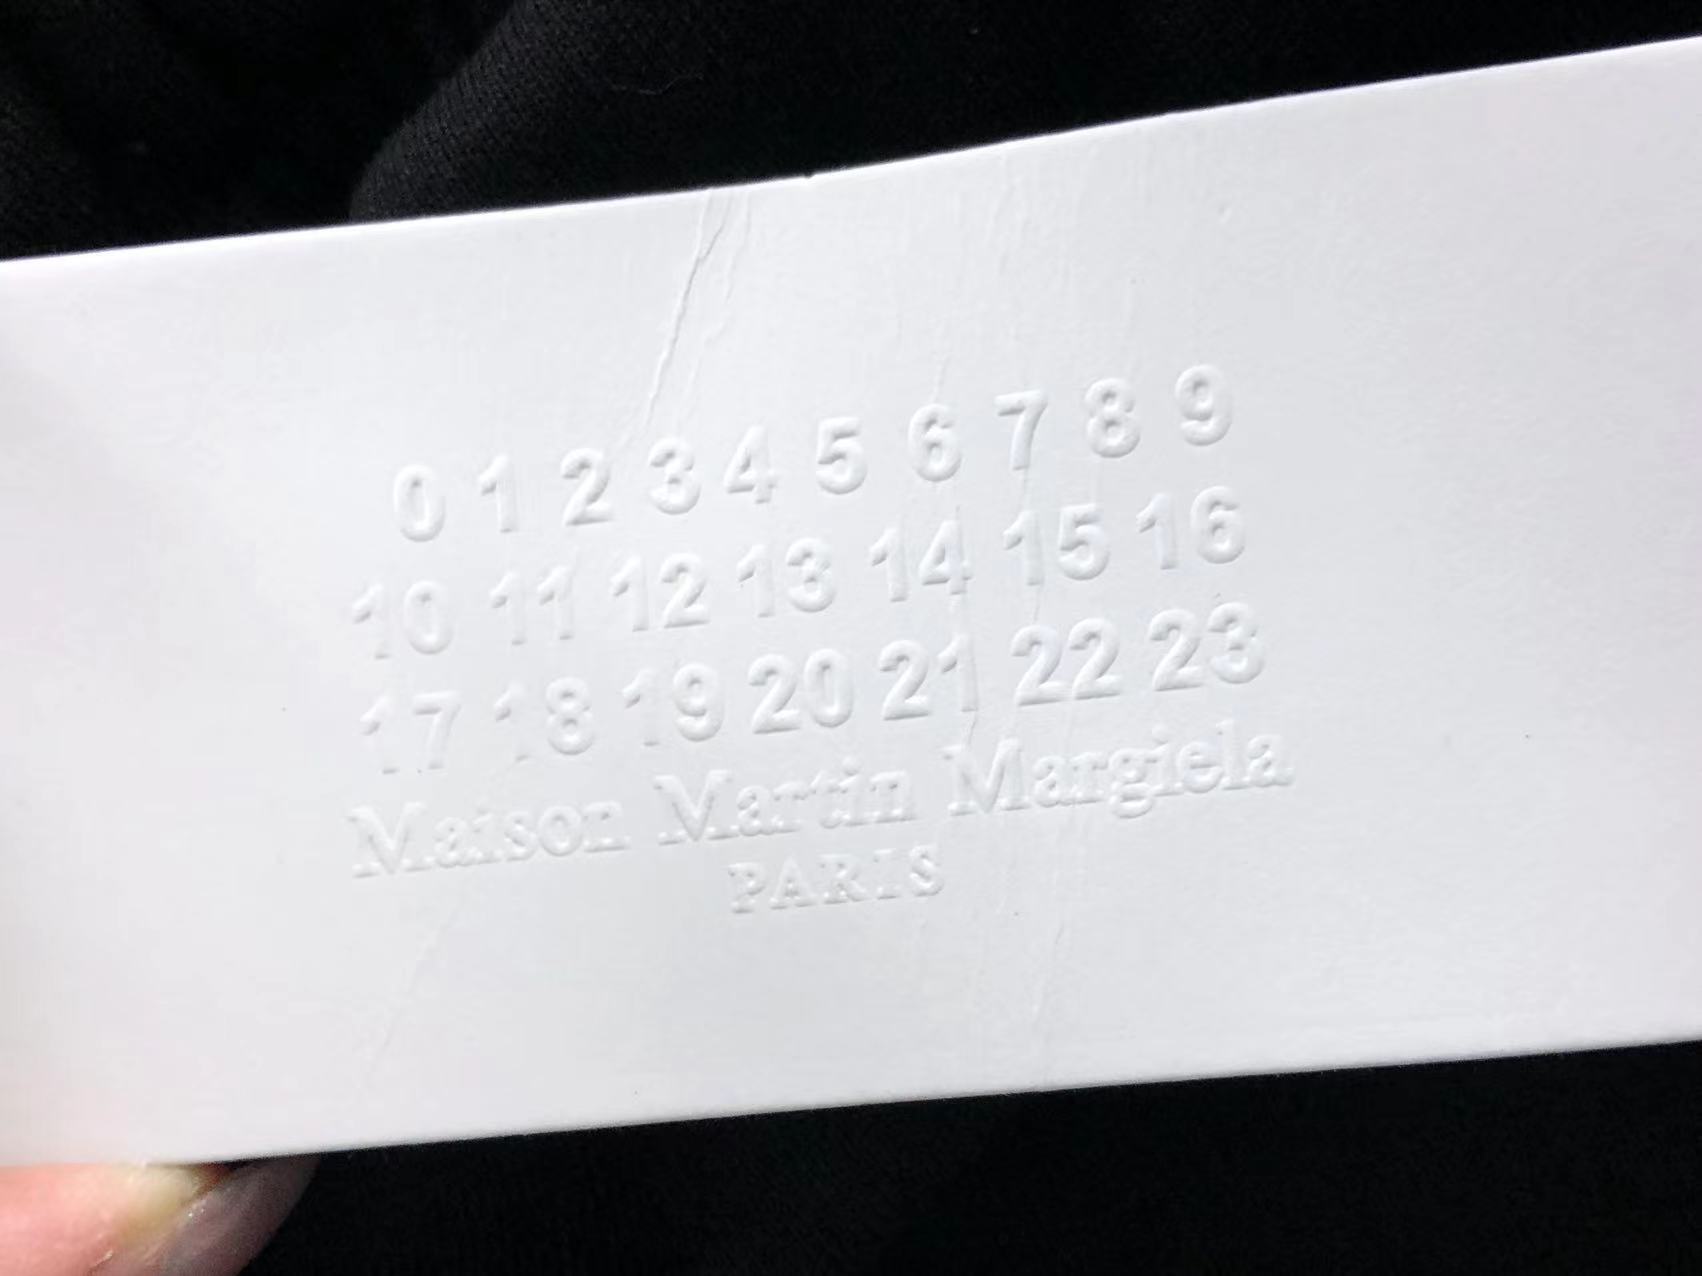 0 1 2 3 4 5 6 7 8 9
10 11 12 13 14 15 16
17 18 19 20 21 22 23
Maison Martin Margiela
PARIS